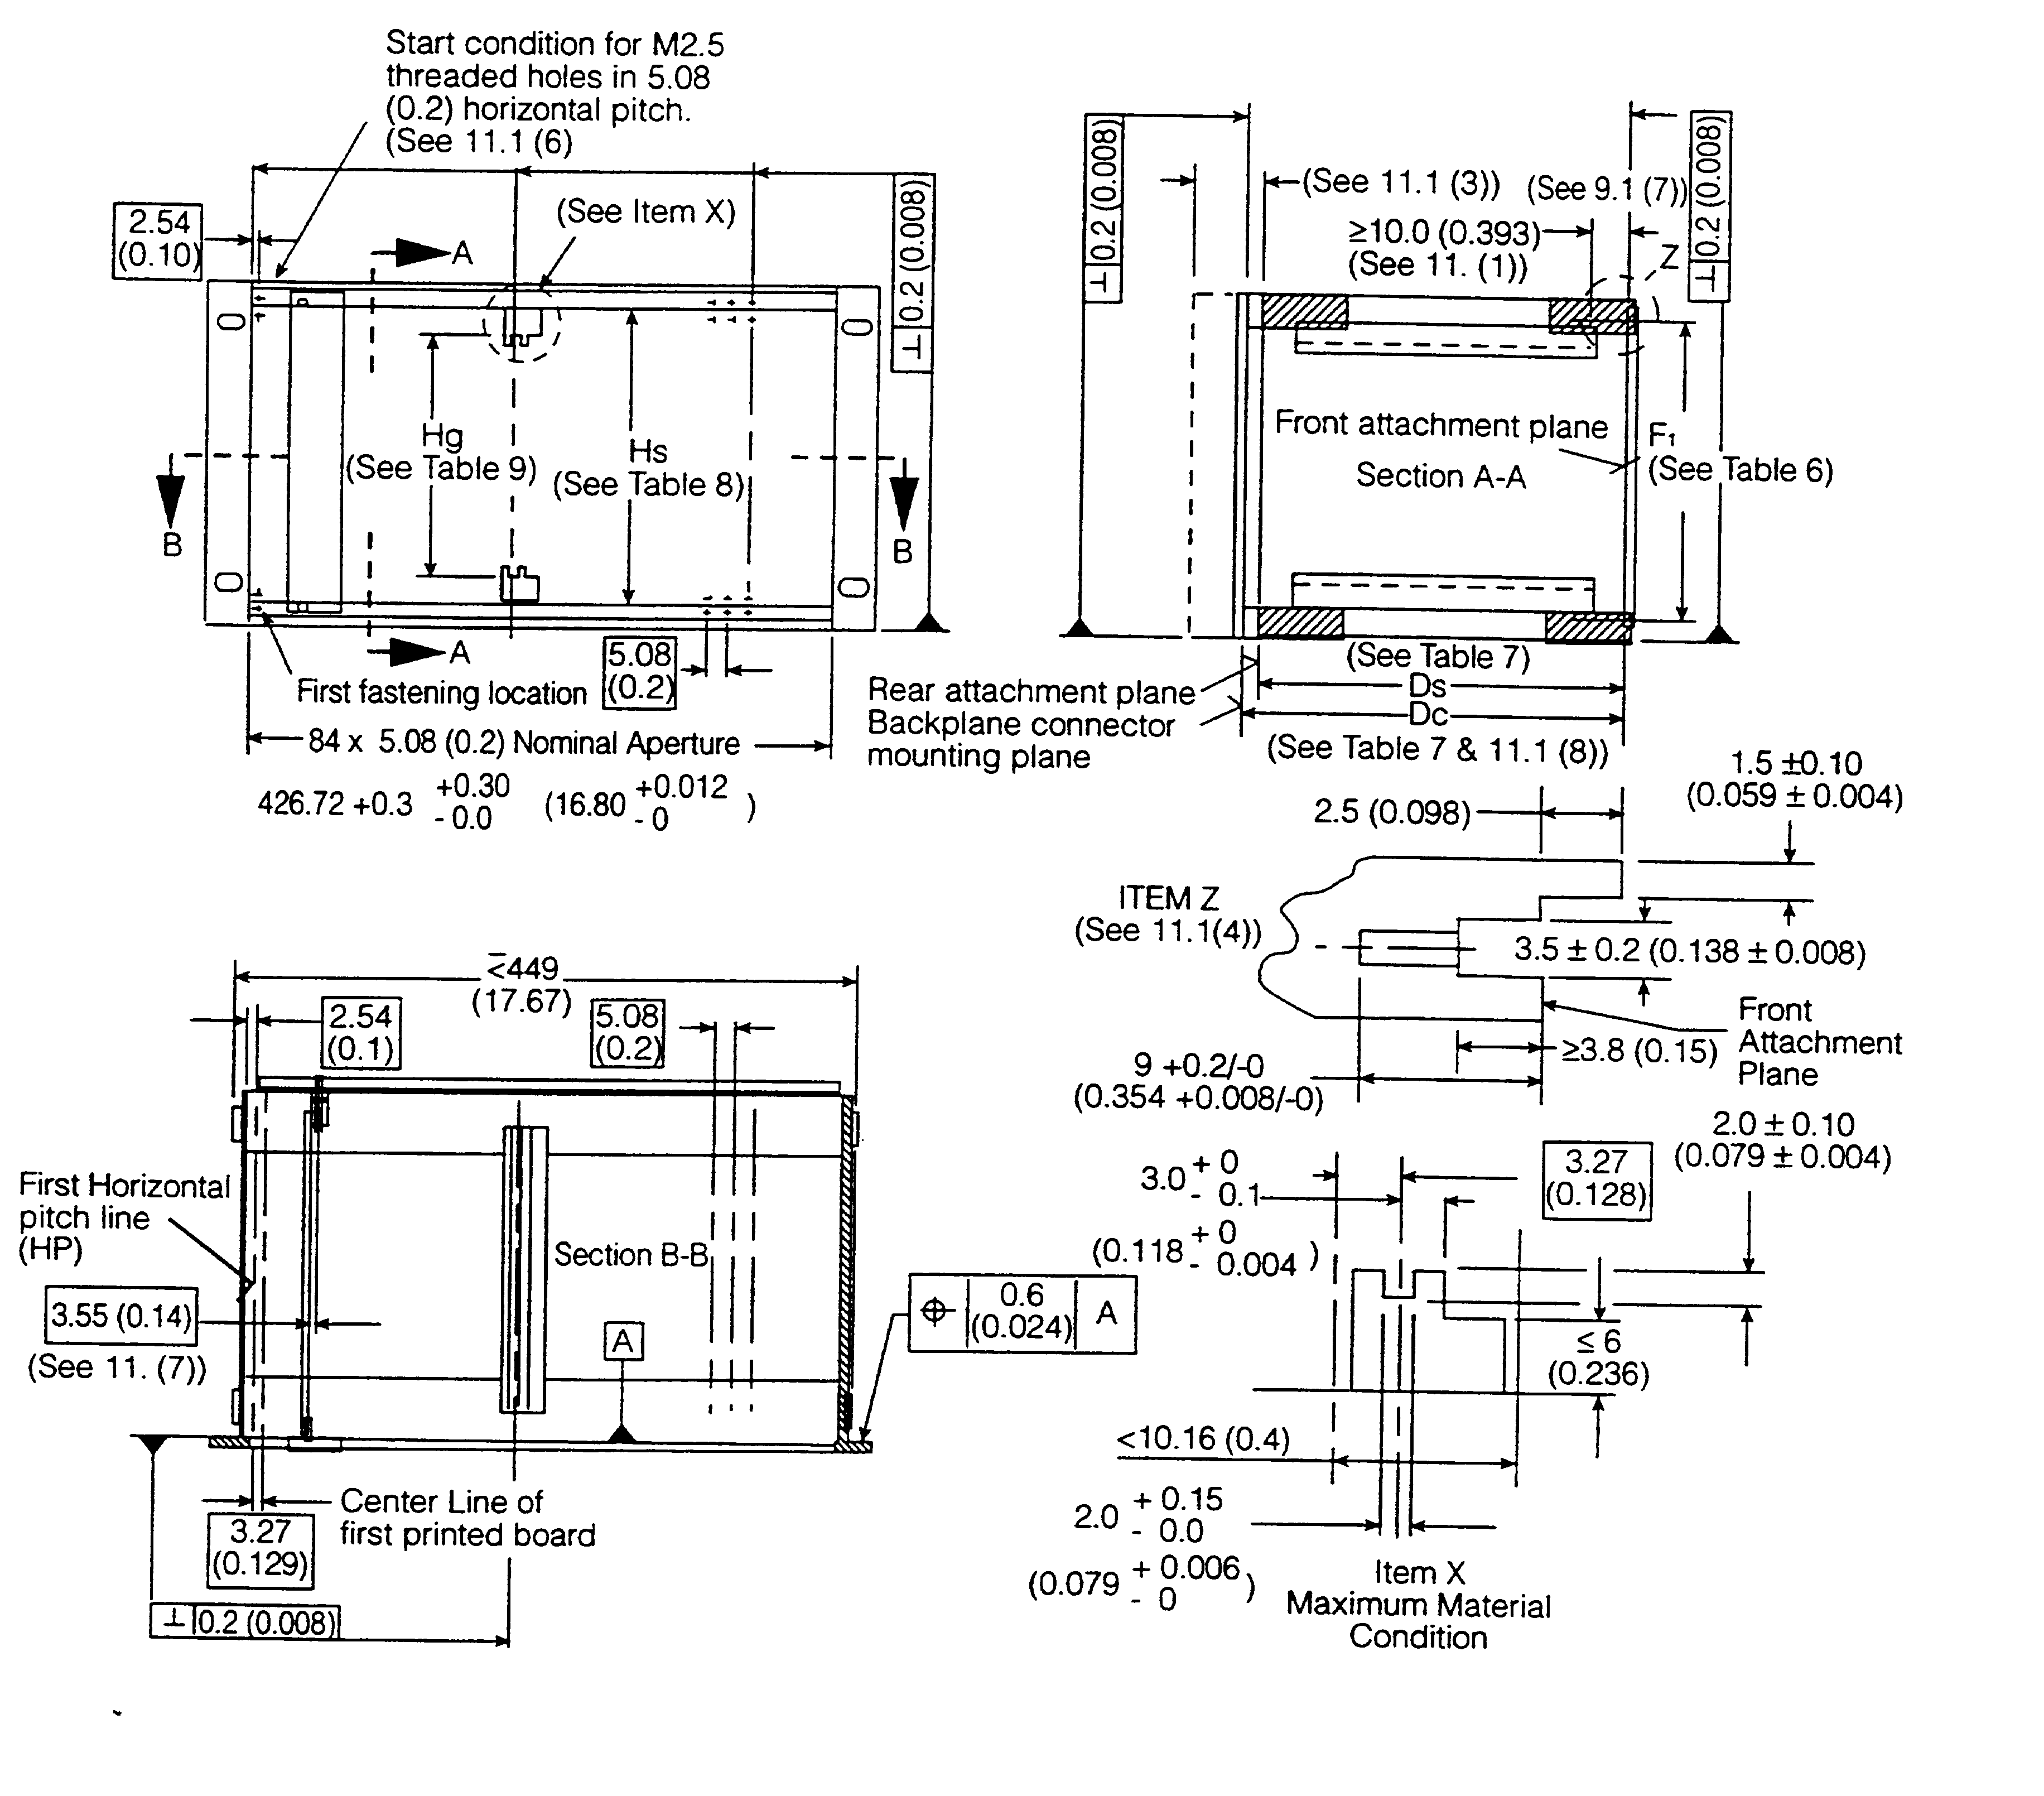 Start condition for M2.5
threaded holes in 5.08
(0.2) horizontal pitch.
(See 11.1 (6)
2.54
(0.10)
A
(See Item X)
⊥ 0.2 (0.008)
Hg
(See Table 9)
Hs
(See Table 8)
B
B
A
First fastening location
5.08
(0.2)
84 x 5.08 (0.2) Nominal Aperture
426.72 +0.3 +0.30 - 0.0 (16.80 +0.012 - 0 )
⊥ 0.2 (0.008)
(See 11.1 (3))
(See 9.1 (7))
⊥ 0.2 (0.008)
≥10.0 (0.393)
(See 11. (1))
Z
Front attachment plane
Section A-A
F1
(See Table 6)
(See Table 7)
Ds
Dc
(See Table 7 & 11.1 (8))
Rear attachment plane
Backplane connector
mounting plane
2.5 (0.098)
1.5 ±0.10
(0.059 ± 0.004)
ITEM Z
(See 11.1(4))
3.5 ± 0.2 (0.138 ± 0.008)
Front
Attachment
Plane
≥3.8 (0.15)
9 +0.2/-0
(0.354 +0.008/-0)
≤449
(17.67)
2.54
(0.1)
5.08
(0.2)
First Horizontal
pitch line
(HP)
Section B-B
3.55 (0.14)
(See 11. (7))
A
⌖ 0.6 (0.024) A
Center Line of
first printed board
3.27
(0.129)
⊥ 0.2 (0.008)
2.0 ± 0.10
(0.079 ± 0.004)
3.27
(0.128)
3.0 + 0 - 0.1
(0.118 + 0 - 0.004 )
≤ 6
(0.236)
<10.16 (0.4)
2.0 + 0.15 - 0.0
(0.079 + 0.006 - 0 )
Item X
Maximum Material
Condition